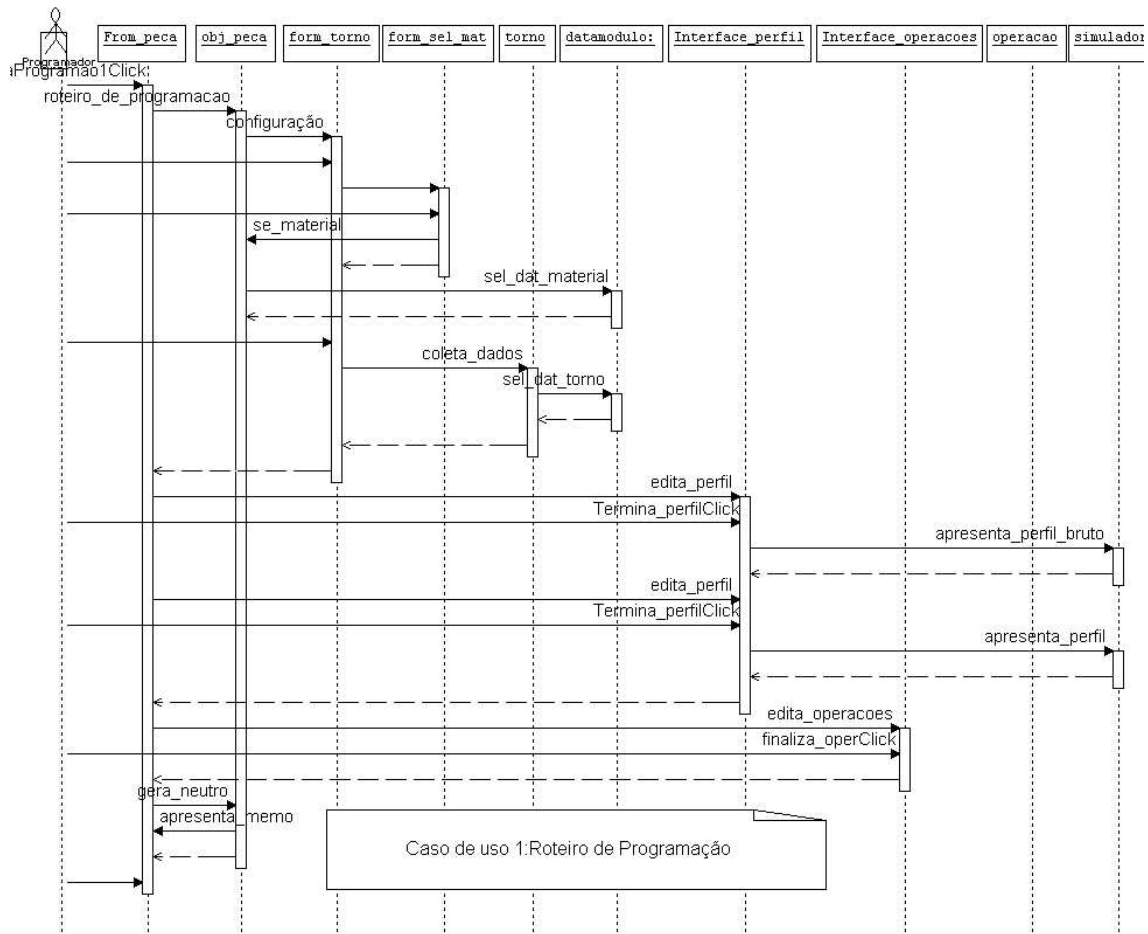 From_peca obj_peca form_torno form_sel_mat torno datamodulo: Interface_perfil Interface_operacoes operacao simulador
Programador
aProgramao1Click
roteiro_de_programacao
configuração
se_material
sel_dat_material
coleta_dados
sel_dat_torno
edita_perfil
Termina_perfilClick
apresenta_perfil_bruto
edita_perfil
Termina_perfilClick
apresenta_perfil
edita_operacoes
finaliza_operClick
gera_neutro
apresenta_memo
Caso de uso 1:Roteiro de Programação